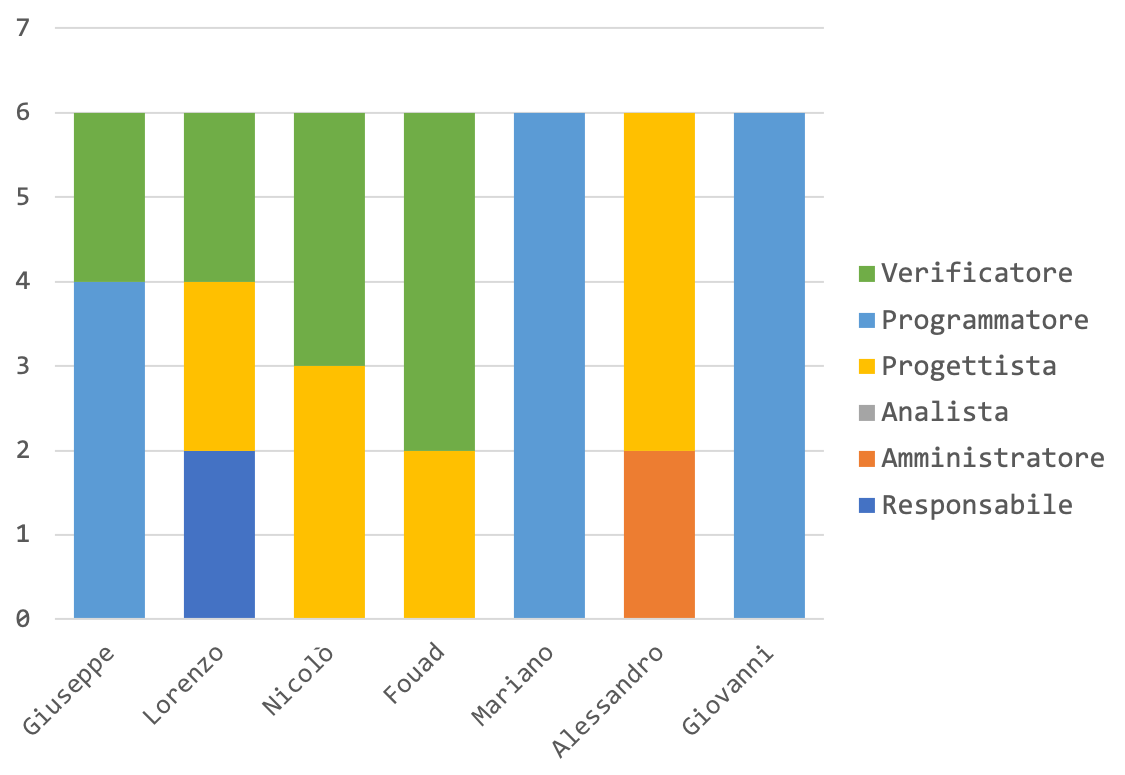 7
6
5
4
3
2
1
0
Giuseppe
Lorenzo
Nicolò
Fouad
Mariano
Alessandro
Giovanni
Verificatore
Programmatore
Progettista
Analista
Amministratore
Responsabile